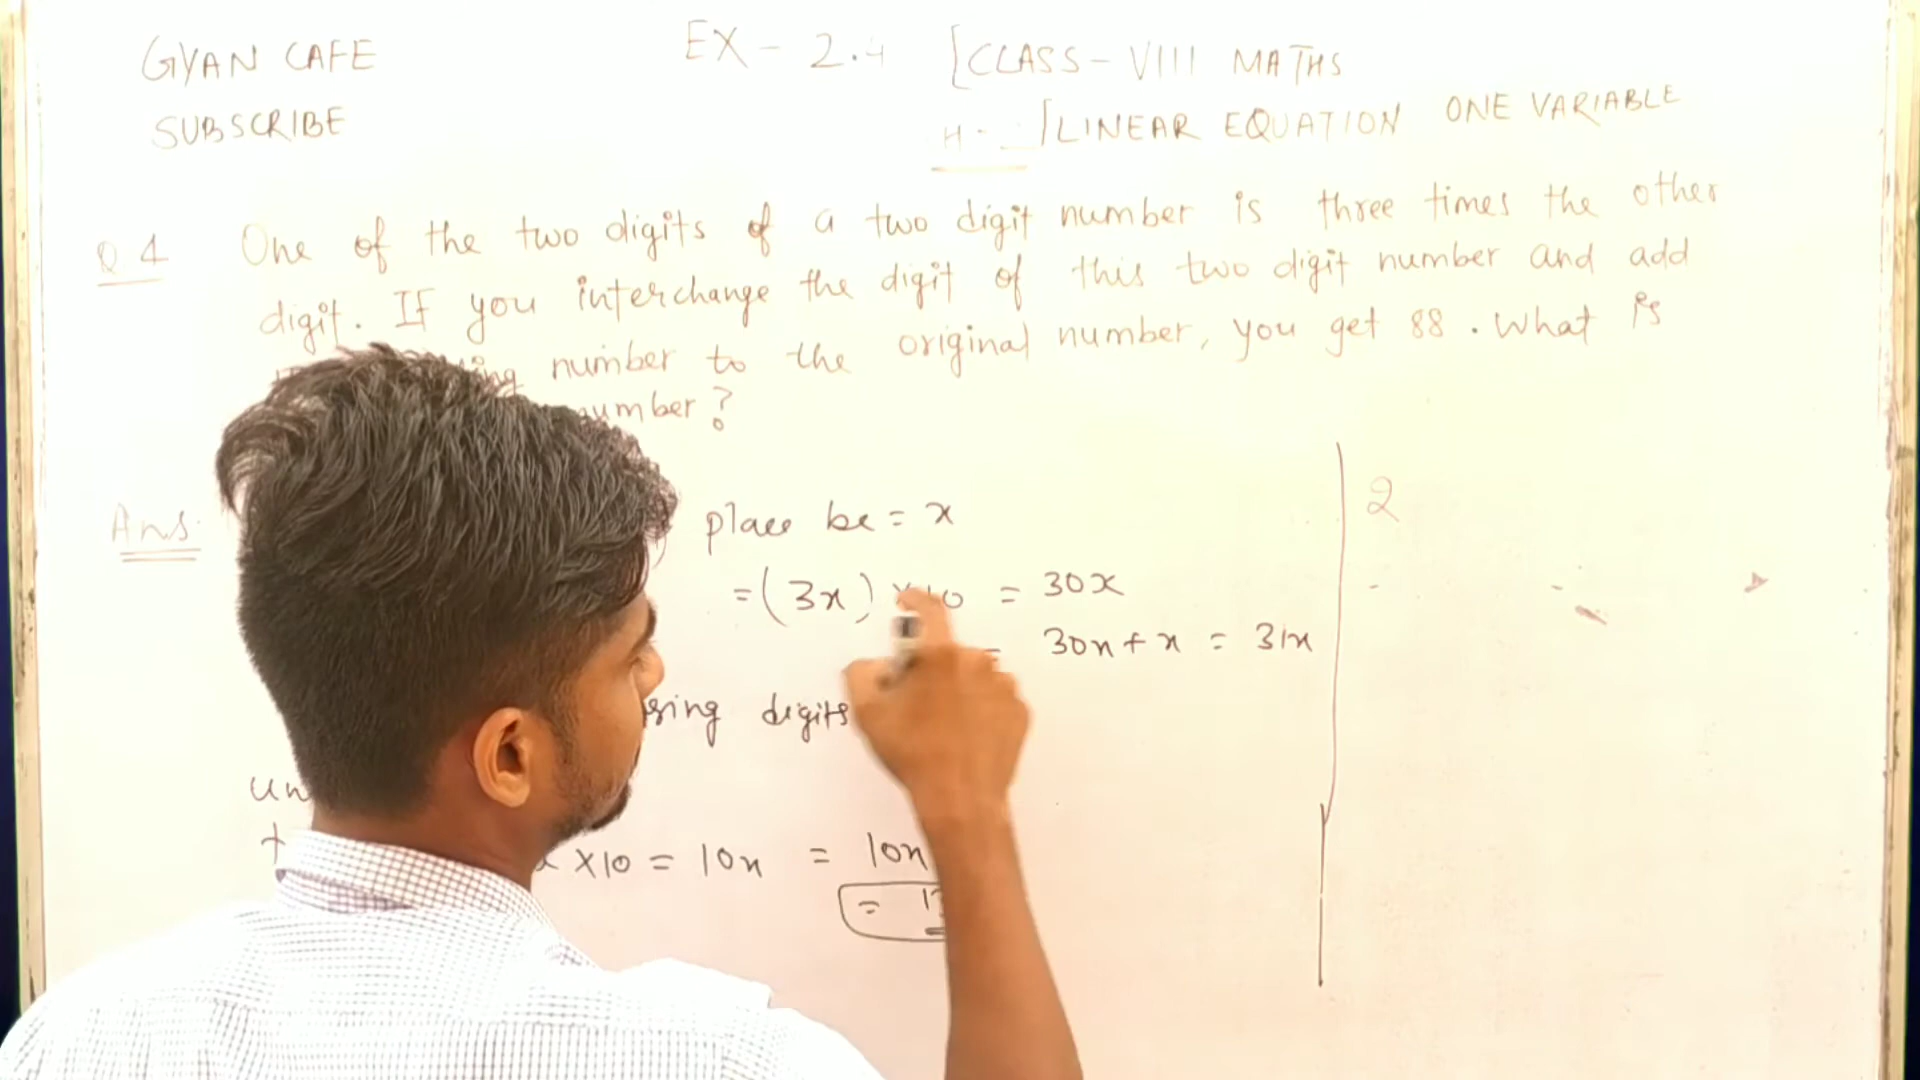 GYAN CAFE
SUBSCRIBE
EX - 2.4 [CLASS - VIII MATHS
H - LINEAR EQUATION ONE VARIABLE
Q 4 One of the two digits of a two digit number is three times the other
digit. If you interchange the digit of this two digit number and add
number to the original number, you get 88. What is
number?
Ans. place be = x
= (3x) × 10 = 30x
= 30x + x = 31x
digits
x × 10 = 10x = 10x
=
2